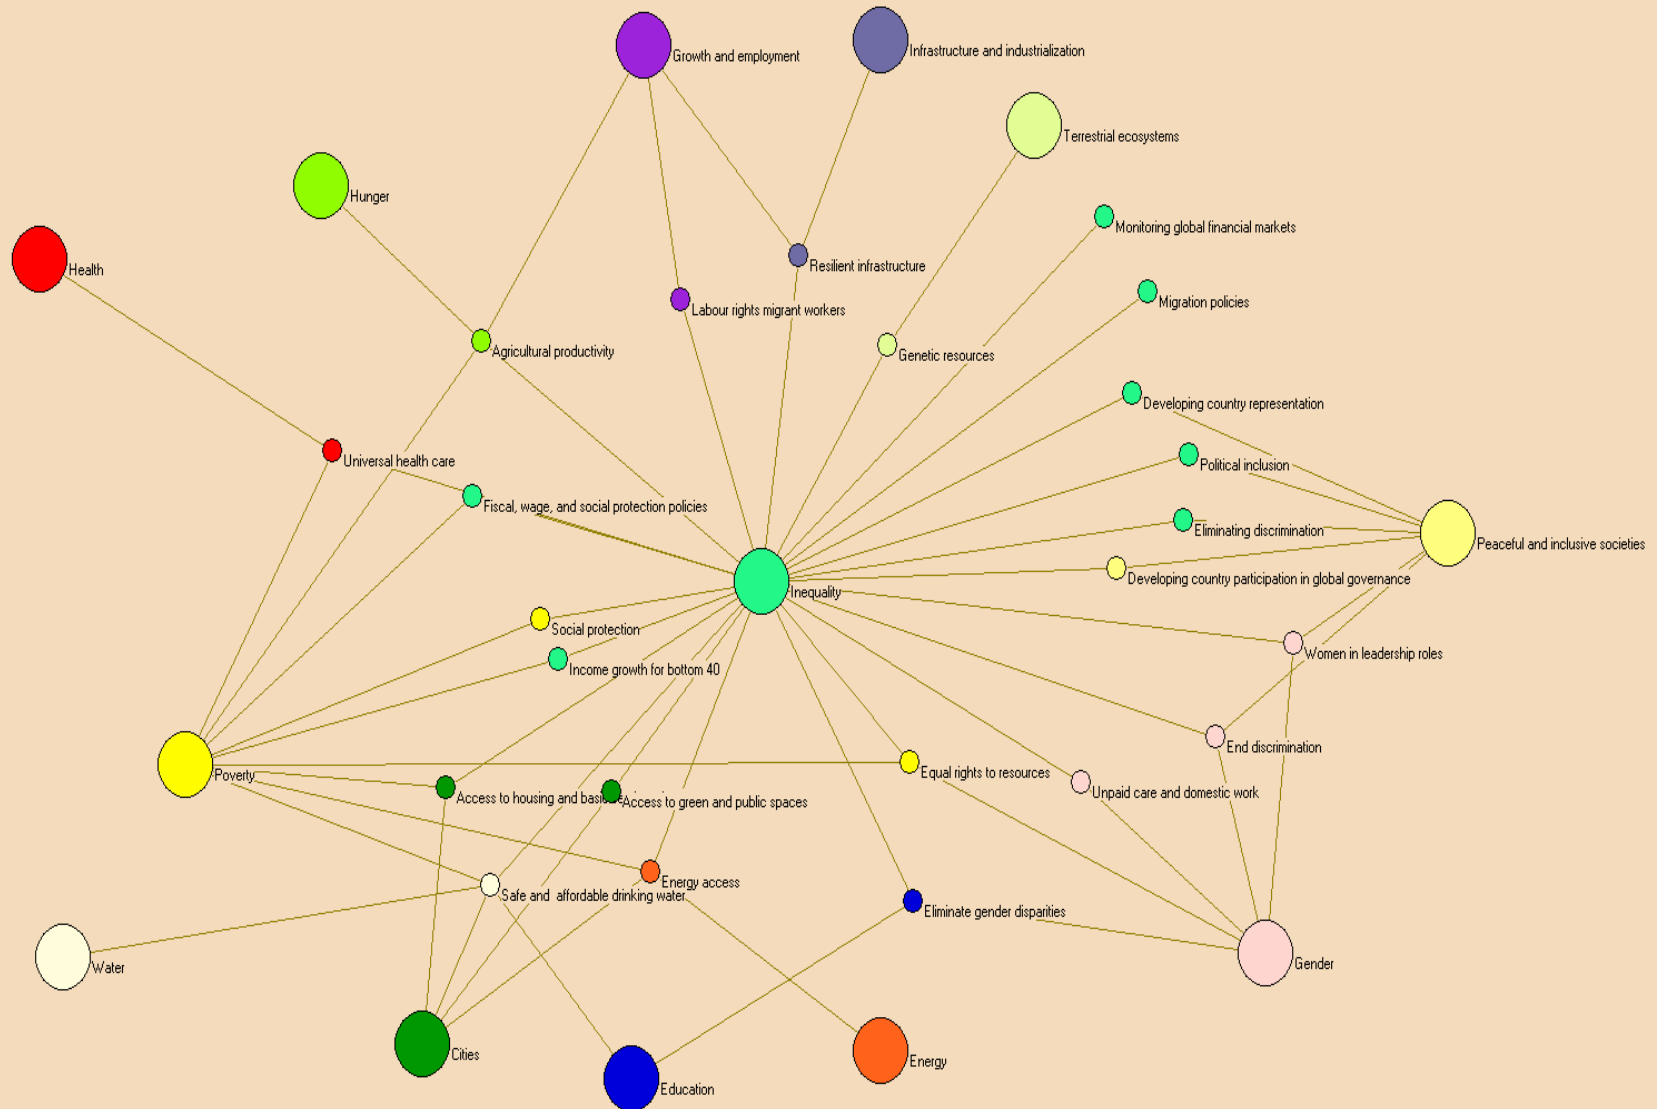 Infrastructure and industrialization
Growth and employment
Terrestrial ecosystems
Hunger
Monitoring global financial markets
Resilient infrastructure
Health
Migration policies
Labour rights migrant workers
Agricultural productivity
Genetic resources
Developing country representation
Universal health care
Political inclusion
Fiscal, wage, and social protection policies
Eliminating discrimination
Peaceful and inclusive societies
Developing country participation in global governance
Inequality
Social protection
Women in leadership roles
Income growth for bottom 40
End discrimination
Equal rights to resources
Poverty
Unpaid care and domestic work
Access to housing and basic
Access to green and public spaces
Energy access
Safe and affordable drinking water
Eliminate gender disparities
Gender
Water
Cities
Energy
Education